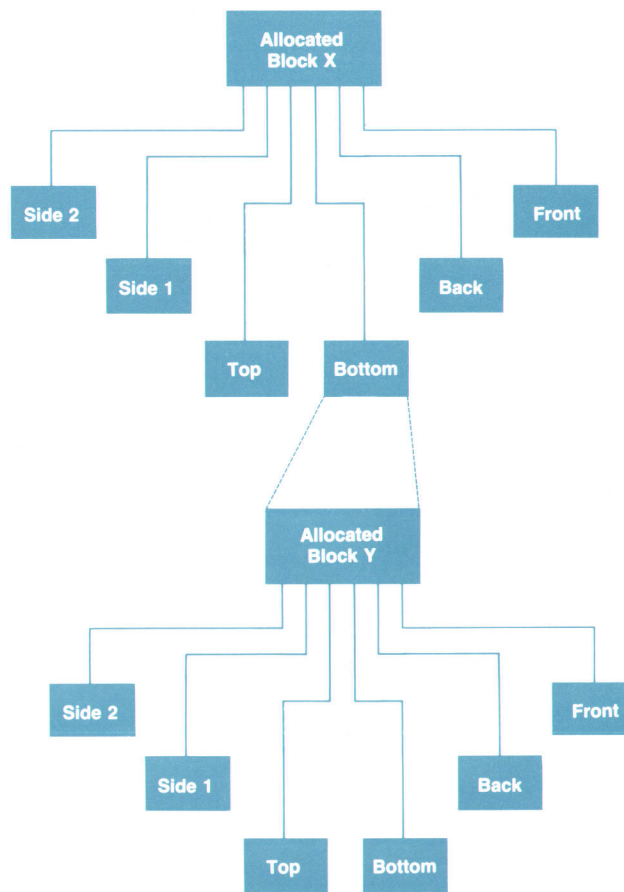 Allocated
Block X
Side 2
Front
Side 1
Back
Top
Bottom
Allocated
Block Y
Side 2
Front
Side 1
Back
Top
Bottom